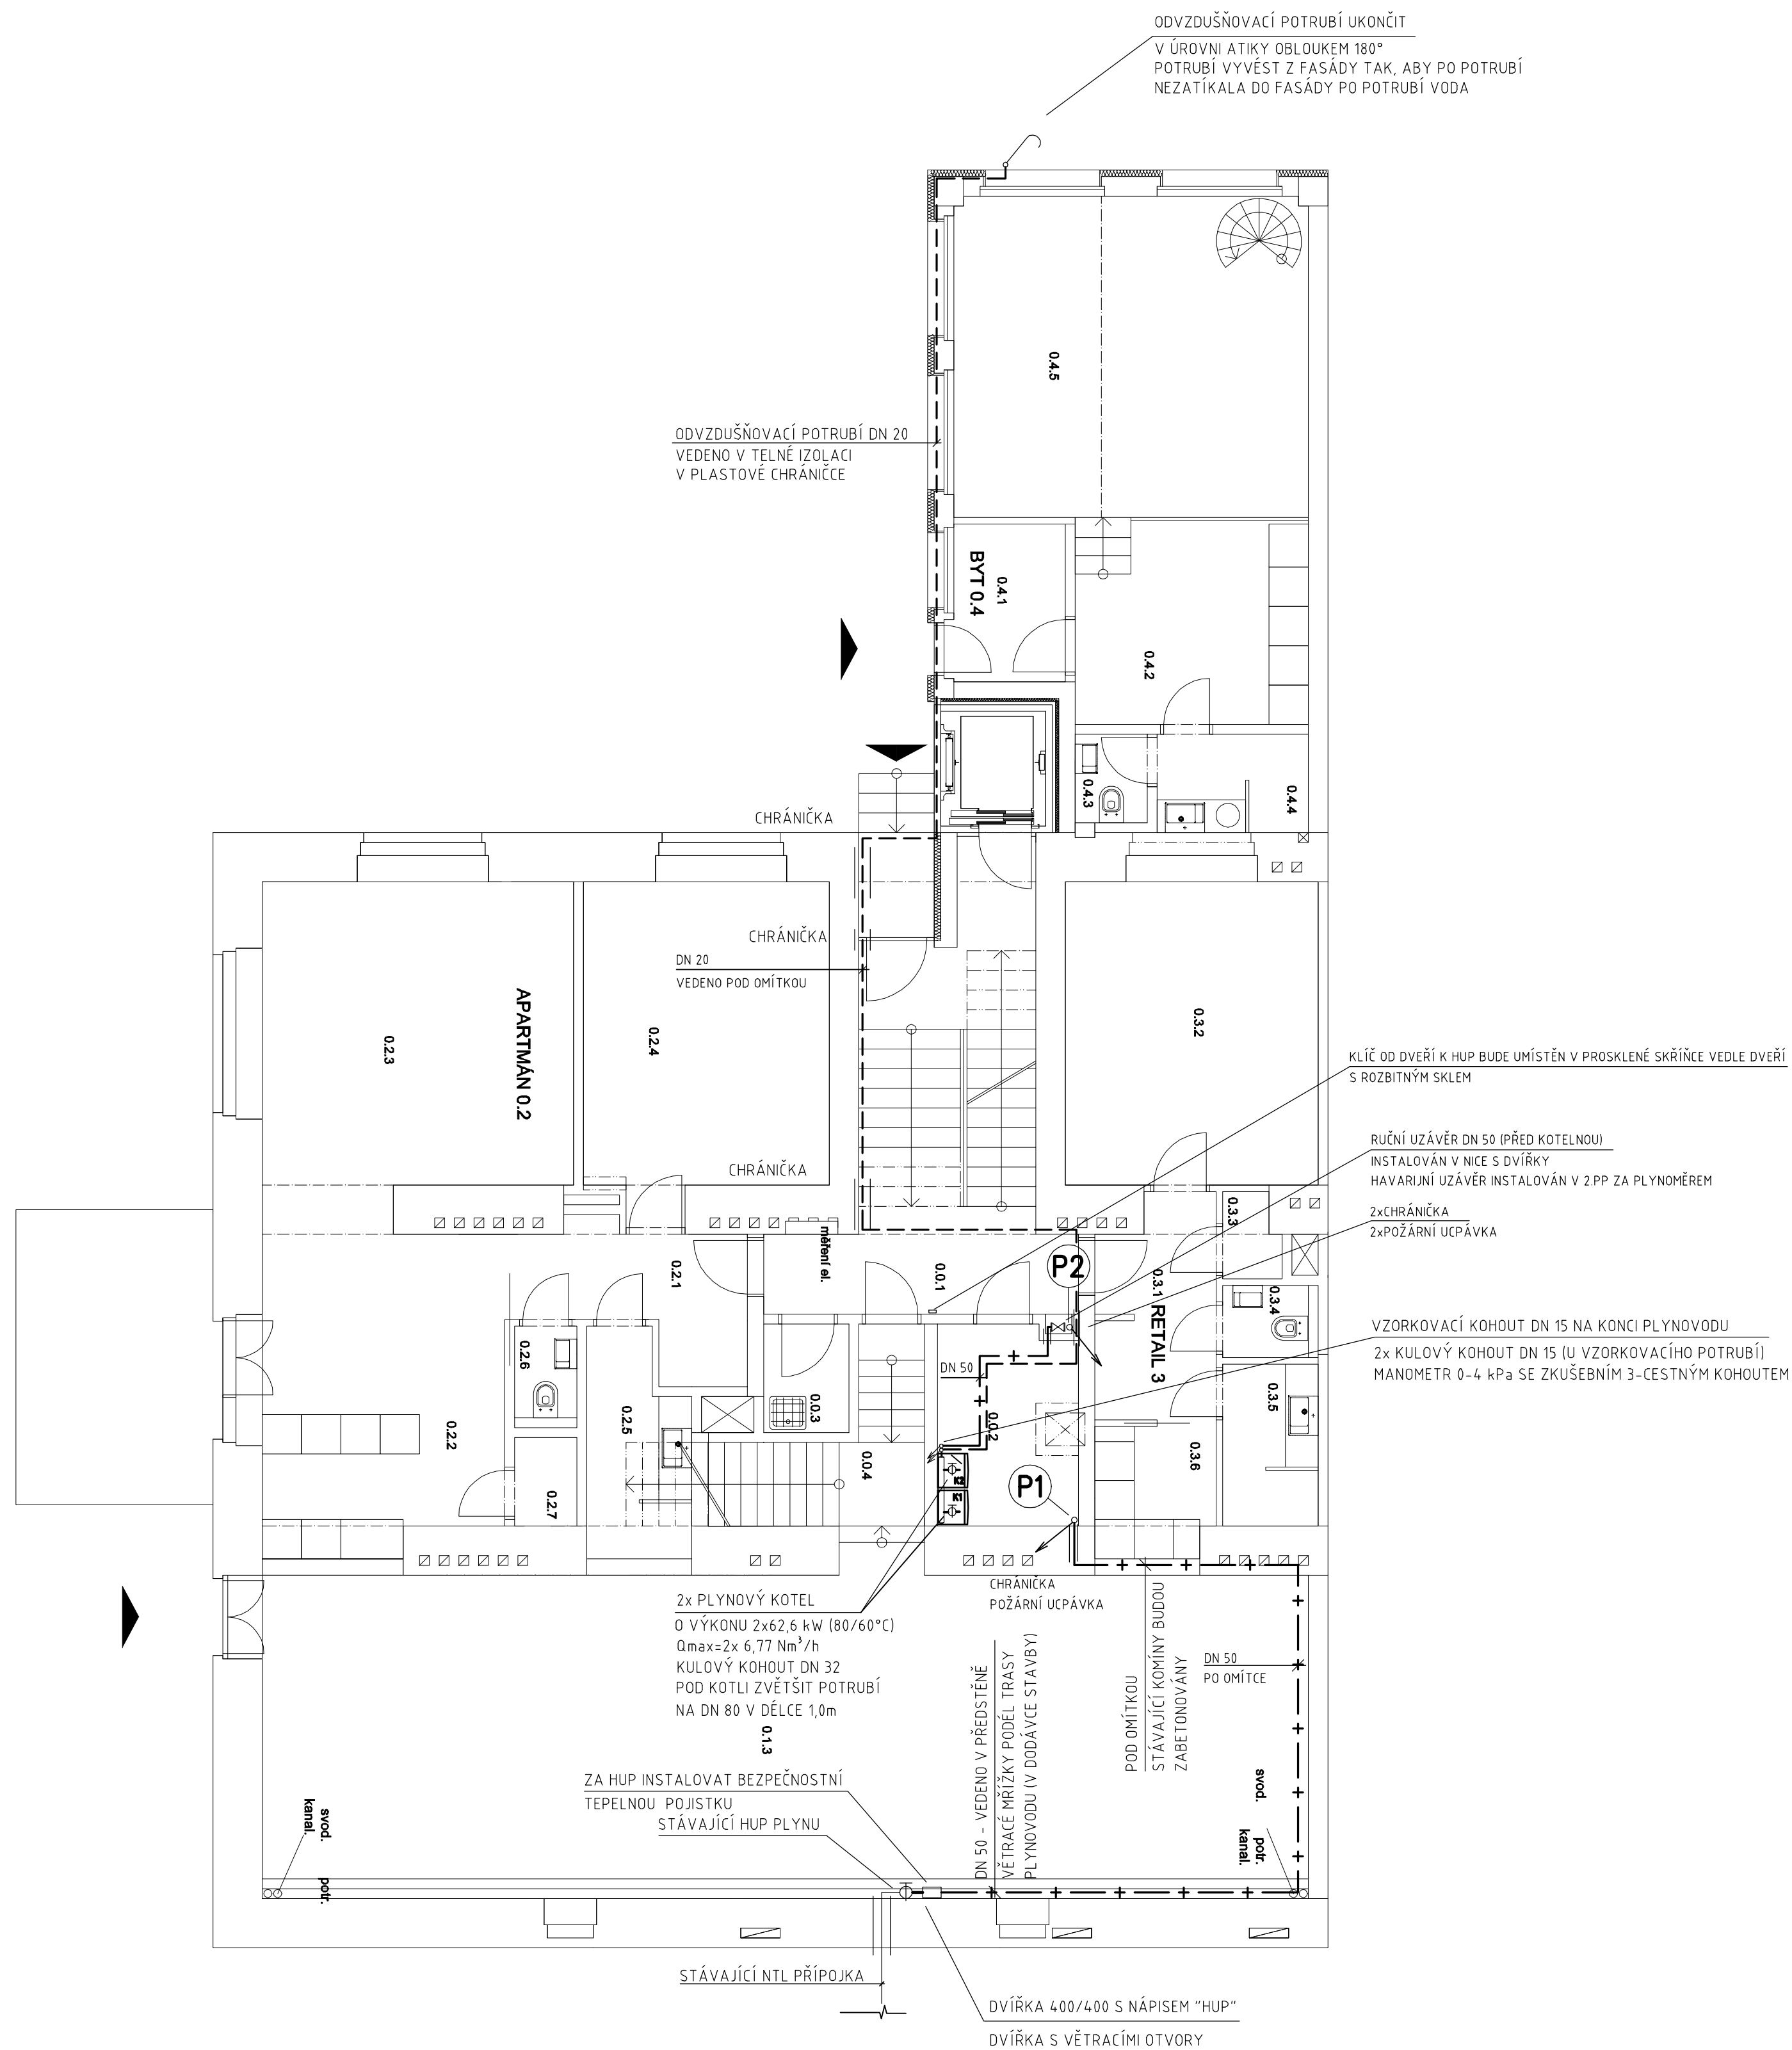 ODVZDUŠŇOVACÍ POTRUBÍ UKONČIT
V ÚROVNI ATIKY OBLOUKEM 180°
POTRUBÍ VYVÉST Z FASÁDY TAK, ABY PO POTRUBÍ
NEZATÍKALA DO FASÁDY PO POTRUBÍ VODA
0.4.5
ODVZDUŠŇOVACÍ POTRUBÍ DN 20
VEDENO V TELNÉ IZOLACI
V PLASTOVÉ CHRÁNIČCE
BYT 0.4
0.4.1
0.4.2
0.4.3
0.4.4
CHRÁNIČKA
CHRÁNIČKA
DN 20
VEDENO POD OMÍTKOU
0.2.3
APARTMÁN 0.2
0.2.4
0.3.2
KLÍČ OD DVEŘÍ K HUP BUDE UMÍSTĚN V PROSKLENÉ SKŘÍŇCE VEDLE DVEŘÍ
S ROZBITNÝM SKLEM
RUČNÍ UZÁVĚR DN 50 (PŘED KOTELNOU)
INSTALOVÁN V NICE S DVÍŘKY
HAVARIJNÍ UZÁVĚR INSTALOVÁN V 2.PP ZA PLYNOMĚREM
CHRÁNIČKA
2xCHRÁNIČKA
2xPOŽÁRNÍ UCPÁVKA
měření el.
0.2.1
0.0.1
P2
0.3.1 RETAIL 3
0.3.3
0.3.4
VZORKOVACÍ KOHOUT DN 15 NA KONCI PLYNOVODU
2x KULOVÝ KOHOUT DN 15 (U VZORKOVACÍHO POTRUBÍ)
MANOMETR 0-4 kPa SE ZKUŠEBNÍM 3-CESTNÝM KOHOUTEM
0.2.6
DN 50
0.2.2
0.2.5
0.0.3
0.0.2
0.3.5
0.3.6
0.0.4
0.2.7
K2
K1
P1
2x PLYNOVÝ KOTEL
O VÝKONU 2x62,6 kW (80/60°C)
Qmax=2x 6,77 Nm³/h
KULOVÝ KOHOUT DN 32
POD KOTLI ZVĚTŠIT POTRUBÍ
NA DN 80 V DÉLCE 1,0m
CHRÁNIČKA
POŽÁRNÍ UCPÁVKA
DN 50 - VEDENO V PŘEDSTĚNĚ
VĚTRACÍ MŘÍŽKY PODÉL TRASY
PLYNOVODU (V DODÁVCE STAVBY)
POD OMÍTKOU
STÁVAJÍCÍ KOMÍNY BUDOU
ZABETONOVÁNY
DN 50
PO OMÍTCE
0.1.3
ZA HUP INSTALOVAT BEZPEČNOSTNÍ
TEPELNOU POJISTKU
STÁVAJÍCÍ HUP PLYNU
svod.
kanal.
potr.
svod.
potr.
kanal.
STÁVAJÍCÍ NTL PŘÍPOJKA
DVÍŘKA 400/400 S NÁPISEM "HUP"
DVÍŘKA S VĚTRACÍMI OTVORY